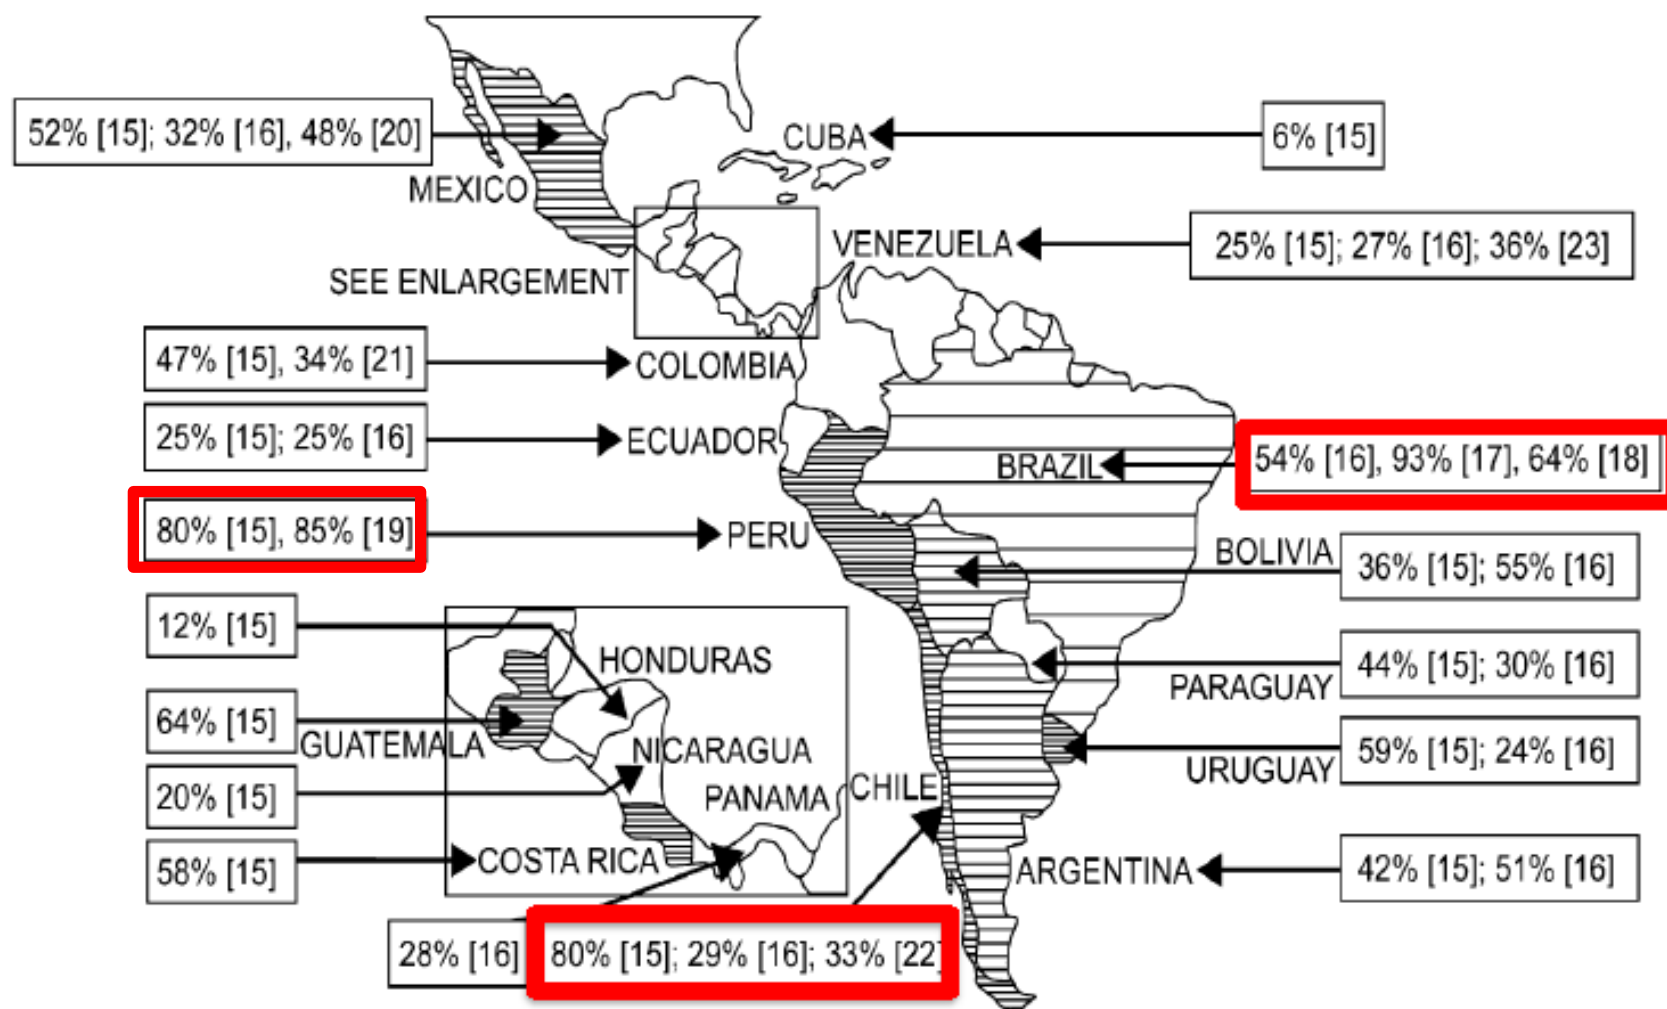 52% [15]; 32% [16], 48% [20]
CUBA
6% [15]
MEXICO
VENEZUELA
25% [15]; 27% [16]; 36% [23]
SEE ENLARGEMENT
47% [15], 34% [21]
COLOMBIA
25% [15]; 25% [16]
ECUADOR
BRAZIL
54% [16], 93% [17], 64% [18]
80% [15], 85% [19]
PERU
BOLIVIA
36% [15]; 55% [16]
12% [15]
HONDURAS
44% [15]; 30% [16]
PARAGUAY
64% [15]
GUATEMALA
NICARAGUA
59% [15]; 24% [16]
URUGUAY
20% [15]
PANAMA
CHILE
58% [15]
COSTA RICA
ARGENTINA
42% [15]; 51% [16]
28% [16]
80% [15]; 29% [16]; 33% [22]